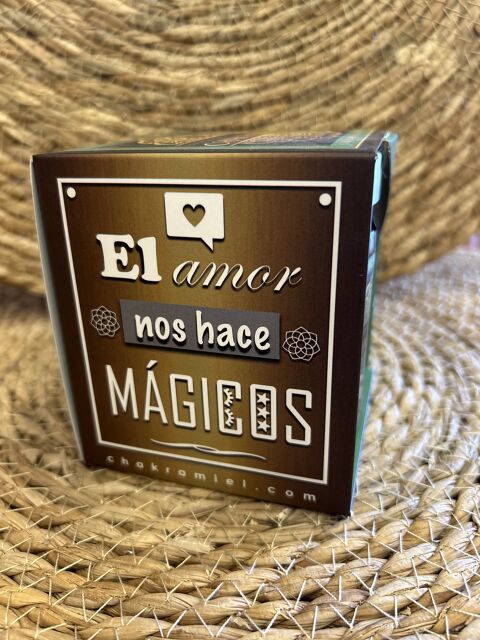 El amor
nos hace
MÁGICOS
chakramiel.com